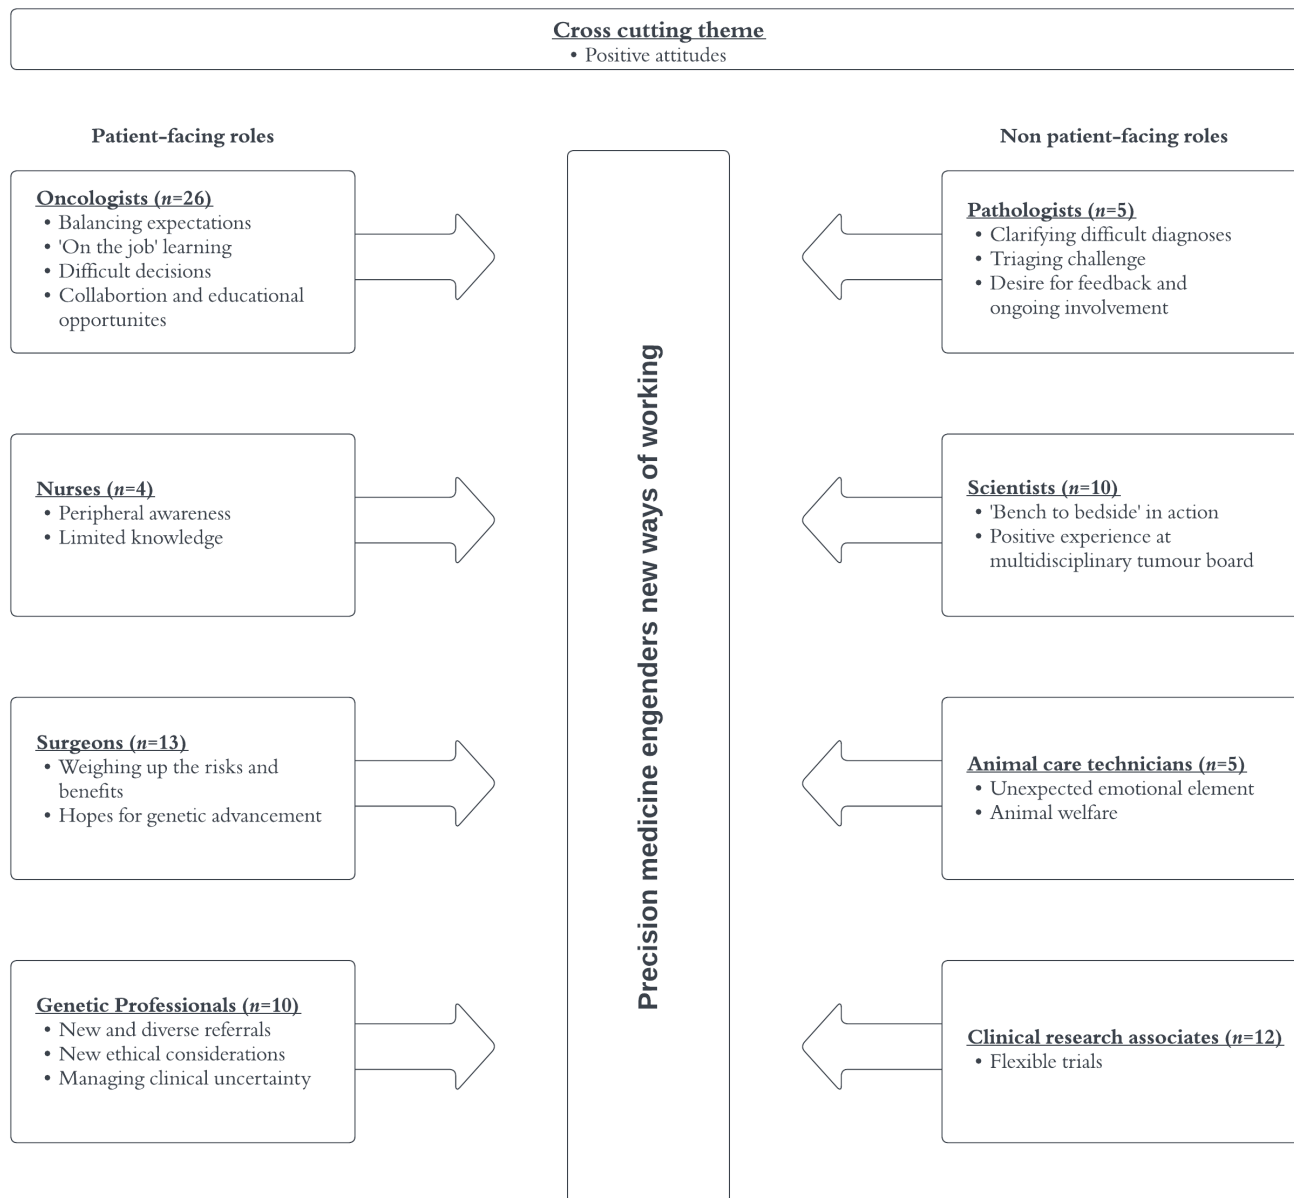 Cross cutting theme
• Positive attitudes
Patient-facing roles
Oncologists (n=26)
• Balancing expectations
• 'On the job' learning
• Difficult decisions
• Collabortion and educational
opportunites
Nurses (n=4)
• Peripheral awareness
• Limited knowledge
Surgeons (n=13)
• Weighing up the risks and
benefits
• Hopes for genetic advancement
Genetic Professionals (n=10)
• New and diverse referrals
• New ethical considerations
• Managing clinical uncertainty
Precision medicine engenders new ways of working
Non patient-facing roles
Pathologists (n=5)
• Clarifying difficult diagnoses
• Triaging challenge
• Desire for feedback and
ongoing involvement
Scientists (n=10)
• 'Bench to bedside' in action
• Positive experience at
multidisciplinary tumour board
Animal care technicians (n=5)
• Unexpected emotional element
• Animal welfare
Clinical research associates (n=12)
• Flexible trials